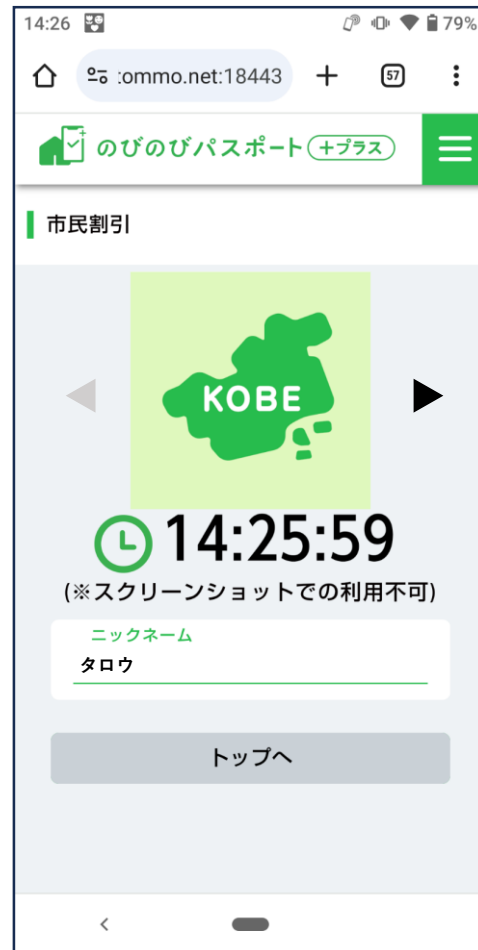 14:26
79%
:ommo.net:18443
57
のびのびパスポート+プラス
市民割引
KOBE
14:25:59
(※スクリーンショットでの利用不可)
ニックネーム
タロウ
トップへ